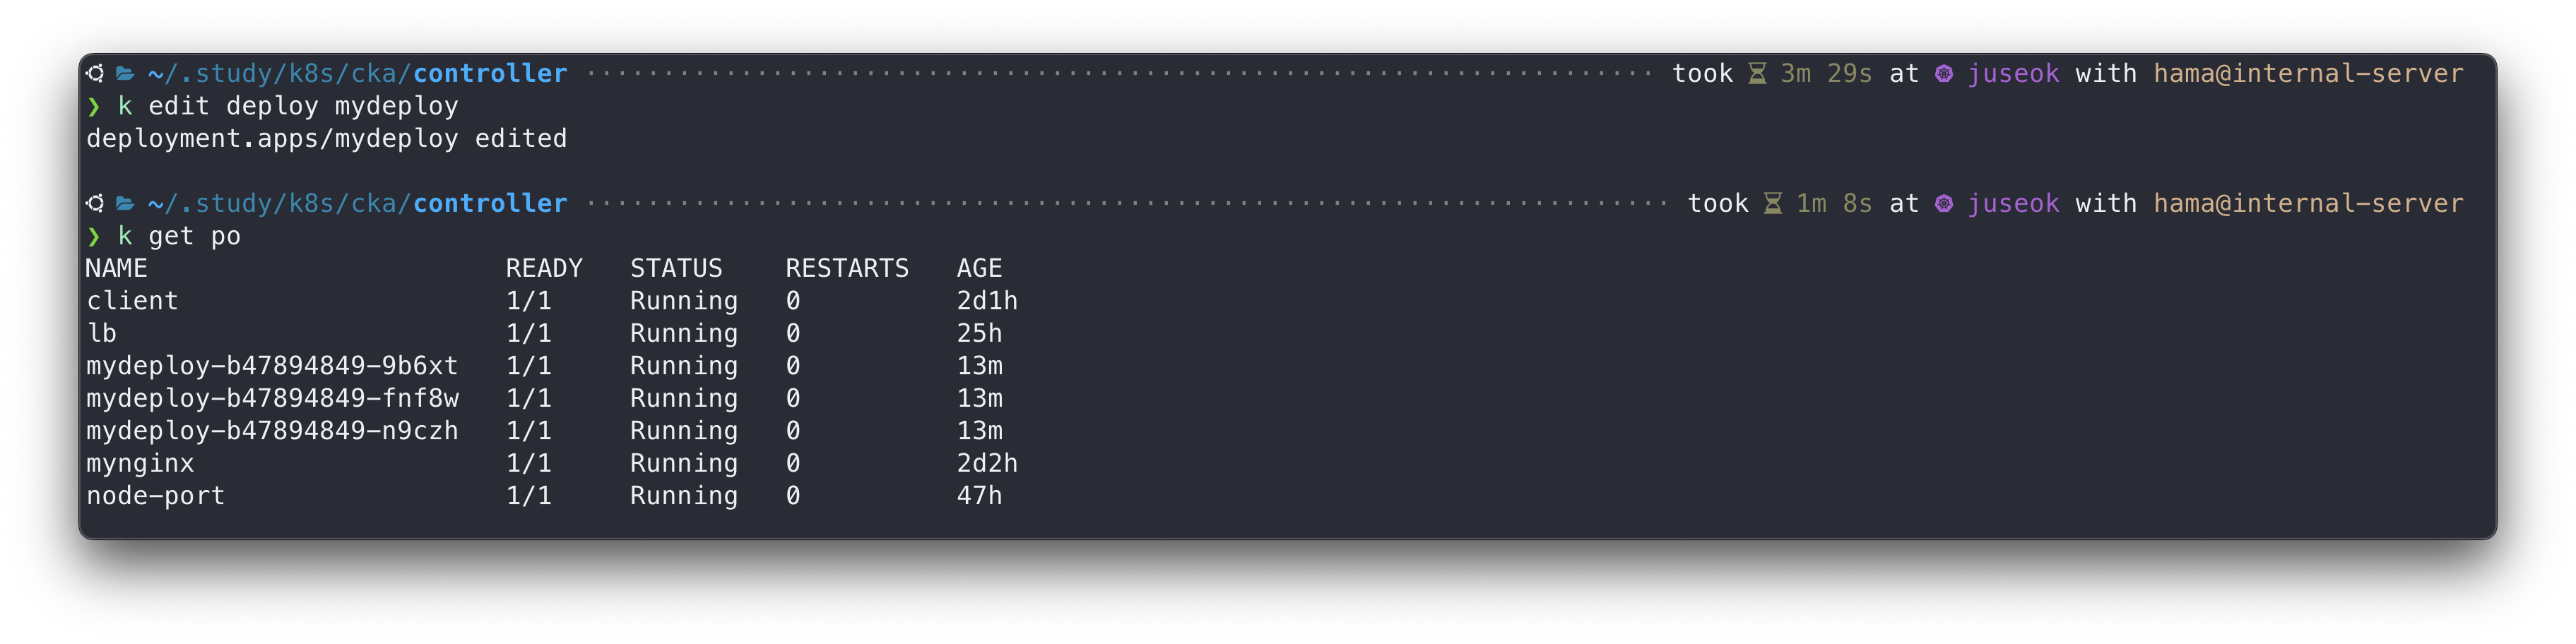 ~/.study/k8s/cka/controller ···································································· took 3m 29s at juseok with hama@internal-server
❯ k edit deploy mydeploy
deployment.apps/mydeploy edited
~/.study/k8s/cka/controller ····································································· took 1m 8s at juseok with hama@internal-server
❯ k get po
NAME READY STATUS RESTARTS AGE
client 1/1 Running 0 2d1h
lb 1/1 Running 0 25h
mydeploy-b47894849-9b6xt 1/1 Running 0 13m
mydeploy-b47894849-fnf8w 1/1 Running 0 13m
mydeploy-b47894849-n9czh 1/1 Running 0 13m
mynginx 1/1 Running 0 2d2h
node-port 1/1 Running 0 47h